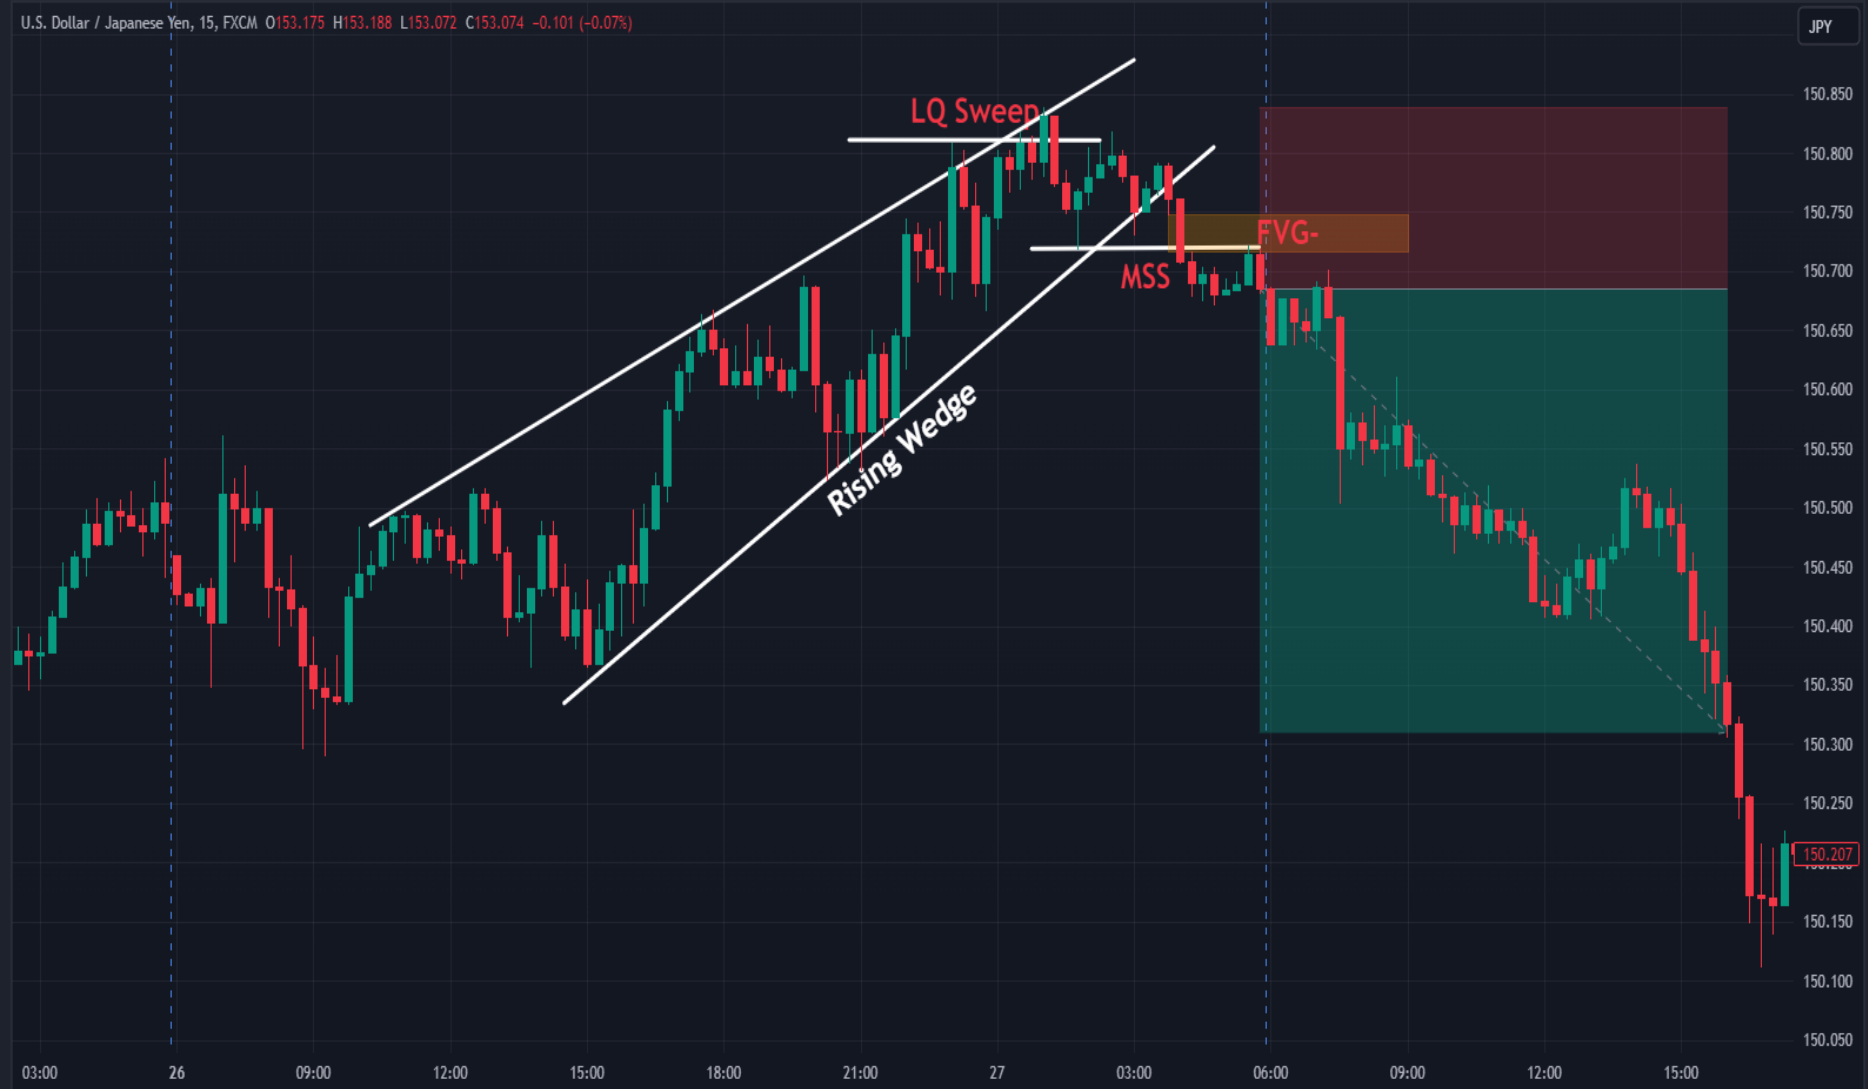 U.S. Dollar / Japanese Yen, 15, FXCM O153.175 H153.188 L153.072 C153.074 −0.101 (−0.07%)
JPY
150.850
LQ Sweep
150.800
150.750
FVG-
MSS
150.700
150.650
150.600
Rising Wedge
150.550
150.500
150.450
150.400
150.350
150.300
150.250
150.207
150.150
150.100
150.050
03:00 26 09:00 12:00 15:00 18:00 21:00 27 03:00 06:00 09:00 12:00 15:00